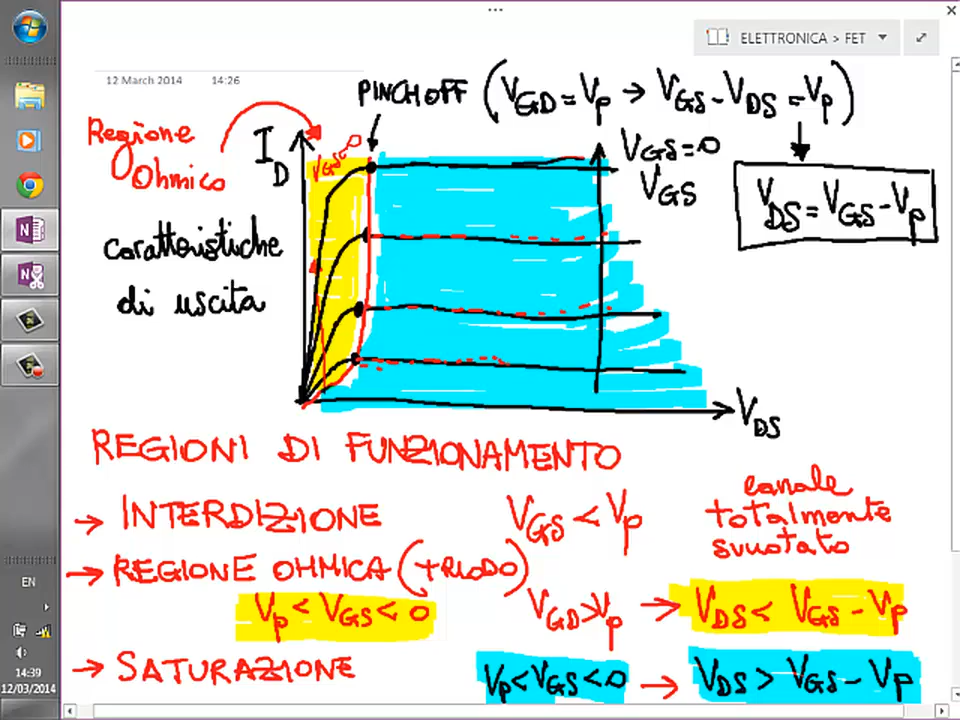 ELETTRONICA > FET
12 March 2014 14:26
PINCHOFF (VGD = Vp → VGS - VDS = Vp)
Regione
Ohmico
ID
VGS=0
VGS=0
VGS
VDS = VGS - Vp
caratteristiche
di uscita
VDS
REGIONI DI FUNZIONAMENTO
→ INTERDIZIONE VGS < Vp
canale
totalmente
svuotato
→ REGIONE OHMICA (TRIODO)
Vp < VGS < 0 VGD > Vp → VDS < VGS - Vp
→ SATURAZIONE Vp < VGS < 0 → VDS > VGS - Vp
EN
14:39
12/03/2014